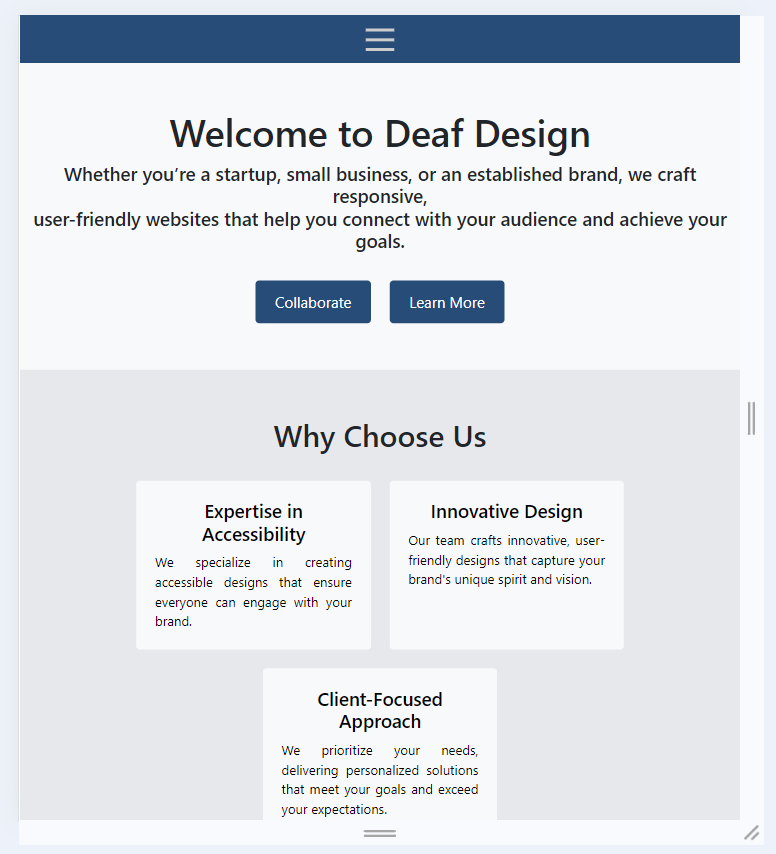 Welcome to Deaf Design
Whether you’re a startup, small business, or an established brand, we craft
responsive,
user-friendly websites that help you connect with your audience and achieve your
goals.
Collaborate Learn More
Why Choose Us
Expertise in
Accessibility
We specialize in creating
accessible designs that ensure
everyone can engage with your
brand.
Innovative Design
Our team crafts innovative, user-
friendly designs that capture your
brand's unique spirit and vision.
Client-Focused
Approach
We prioritize your needs,
delivering personalized solutions
that meet your goals and exceed
your expectations.